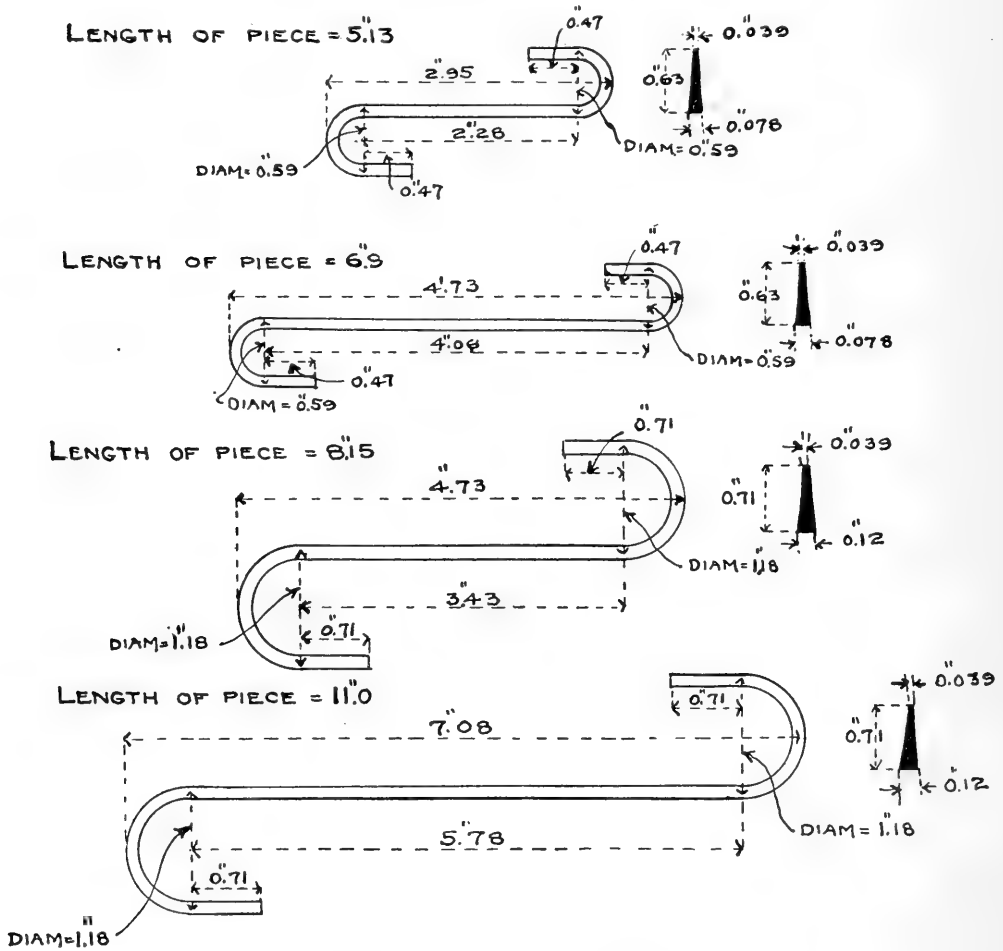 LENGTH OF PIECE = 5".13
0".47
0".039
2".95
0".63
2".28
0".078
DIAM=0".59
DIAM=0".59
0".47
LENGTH OF PIECE = 6".9
0".47
0".039
4".73
0".63
4".08
0".078
DIAM=0".59
0".47
DIAM=0".59
LENGTH OF PIECE = 8".15
0".71
0".039
4".73
0".71
0".12
DIAM=1".18
3".43
0".71
DIAM=1".18
LENGTH OF PIECE = 11".0
0".71
0".039
7".08
0".71
0".12
DIAM=1".18
5".78
0".71
DIAM=1".18